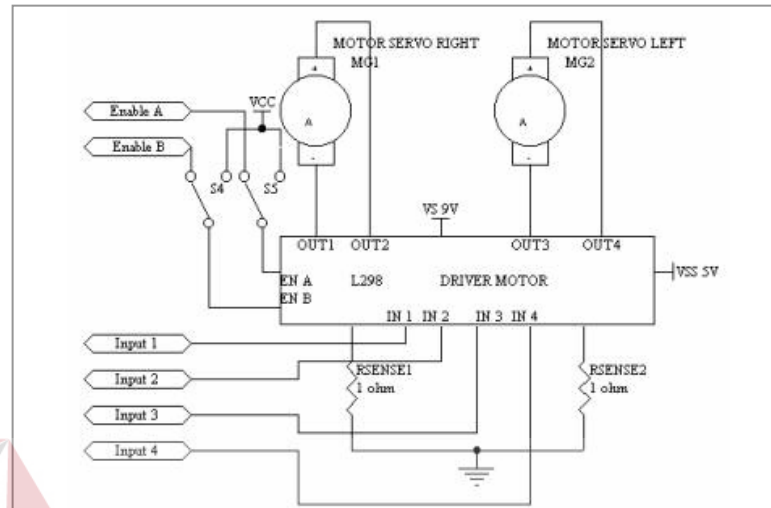 MOTOR SERVO RIGHT
MG1
MOTOR SERVO LEFT
MG2
+
+
A
A
-
-
VCC
Enable A
Enable B
S4
S5
VS 9V
OUT1
OUT2
OUT3
OUT4
EN A
L298
DRIVER MOTOR
VSS 5V
EN B
IN 1
IN 2
IN 3
IN 4
Input 1
Input 2
Input 3
Input 4
RSENSE1
1 ohm
RSENSE2
1 ohm